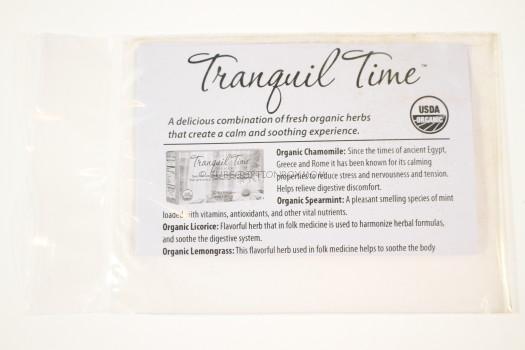 Tranquil Time™
USDA
ORGANIC
A delicious combination of fresh organic herbs
that create a calm and soothing experience.
Tranquil Time
Organic Chamomile: Since the times of ancient Egypt,
Greece and Rome it has been known for its calming
properties to reduce stress and nervousness and tension.
Helps relieve digestive discomfort.
Organic Spearmint: A pleasant smelling species of mint
loaded with vitamins, antioxidants, and other vital nutrients.
Organic Licorice: Flavorful herb that in folk medicine is used to harmonize herbal formulas,
and soothe the digestive system.
Organic Lemongrass: This flavorful herb used in folk medicine helps to soothe the body